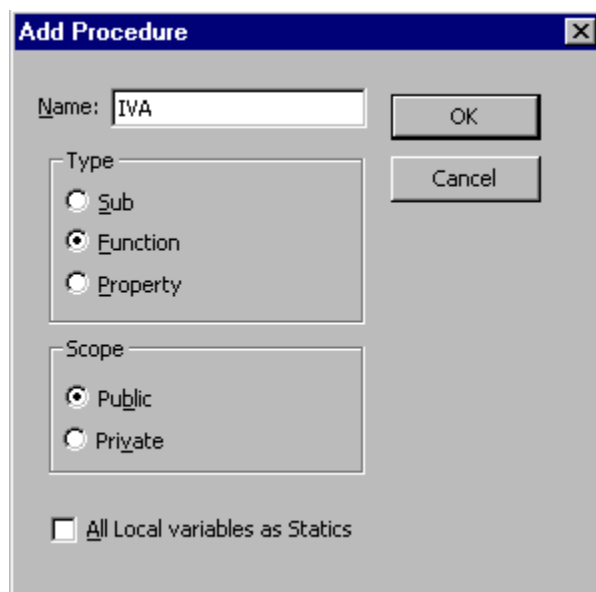 Add Procedure
Name: IVA
OK
Cancel
Type
Sub
Function
Property
Scope
Public
Private
All Local variables as Statics